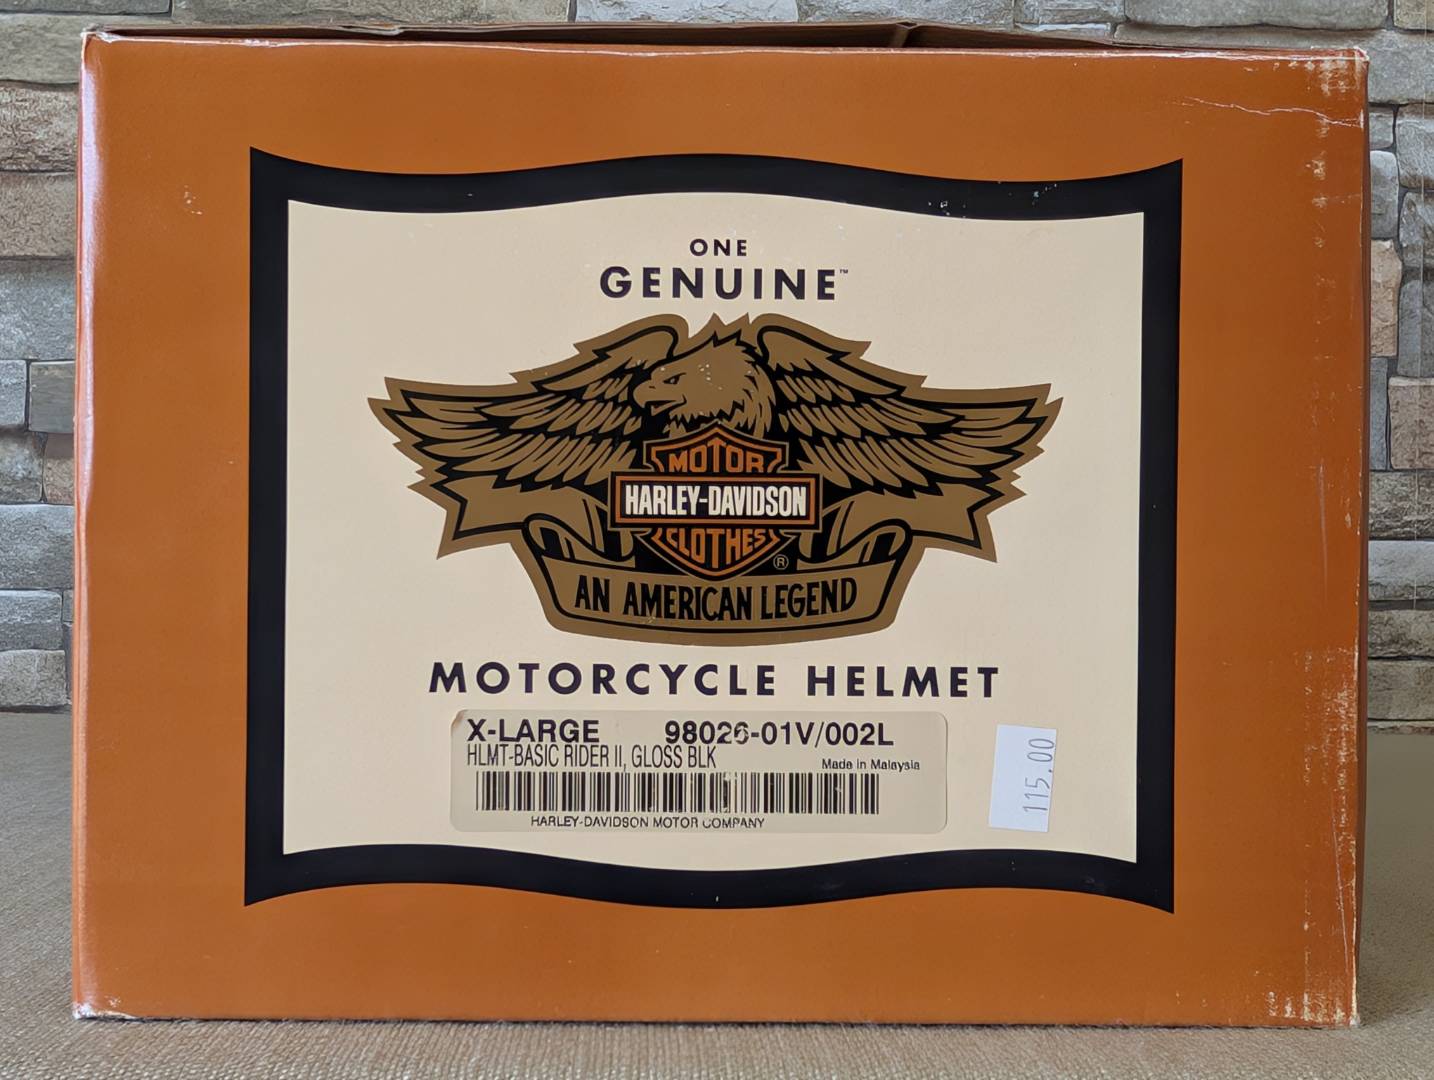 ONE
GENUINE™
MOTOR
HARLEY-DAVIDSON
CLOTHES
®
AN AMERICAN LEGEND
MOTORCYCLE HELMET
X-LARGE 98026-01V/002L
HLMT-BASIC RIDER II, GLOSS BLK
Made in Malaysia
HARLEY-DAVIDSON MOTOR COMPANY
115.00